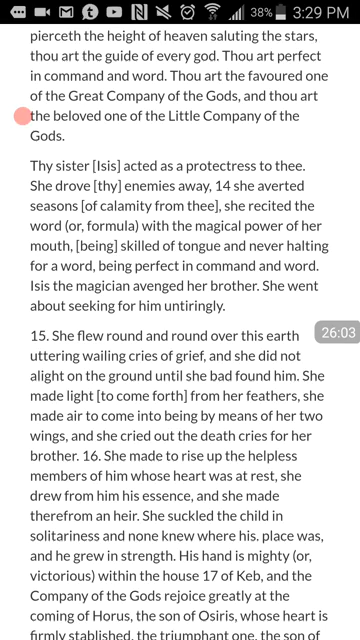 38% 3:29 PM
pierceth the height of heaven saluting the stars,
thou art the guide of every god. Thou art perfect
in command and word. Thou art the favoured one
of the Great Company of the Gods, and thou art
the beloved one of the Little Company of the
Gods.
Thy sister [Isis] acted as a protectress to thee.
She drove [thy] enemies away, 14 she averted
seasons [of calamity from thee], she recited the
word (or, formula) with the magical power of her
mouth, [being] skilled of tongue and never halting
for a word, being perfect in command and word.
Isis the magician avenged her brother. She went
about seeking for him untiringly.
26:03
15. She flew round and round over this earth
uttering wailing cries of grief, and she did not
alight on the ground until she bad found him. She
made light [to come forth] from her feathers, she
made air to come into being by means of her two
wings, and she cried out the death cries for her
brother. 16. She made to rise up the helpless
members of him whose heart was at rest, she
drew from him his essence, and she made
therefrom an heir. She suckled the child in
solitariness and none knew where his. place was,
and he grew in strength. His hand is mighty (or,
victorious) within the house 17 of Keb, and the
Company of the Gods rejoice greatly at the
coming of Horus, the son of Osiris, whose heart is
firmly stablished, the triumphant one, the son of